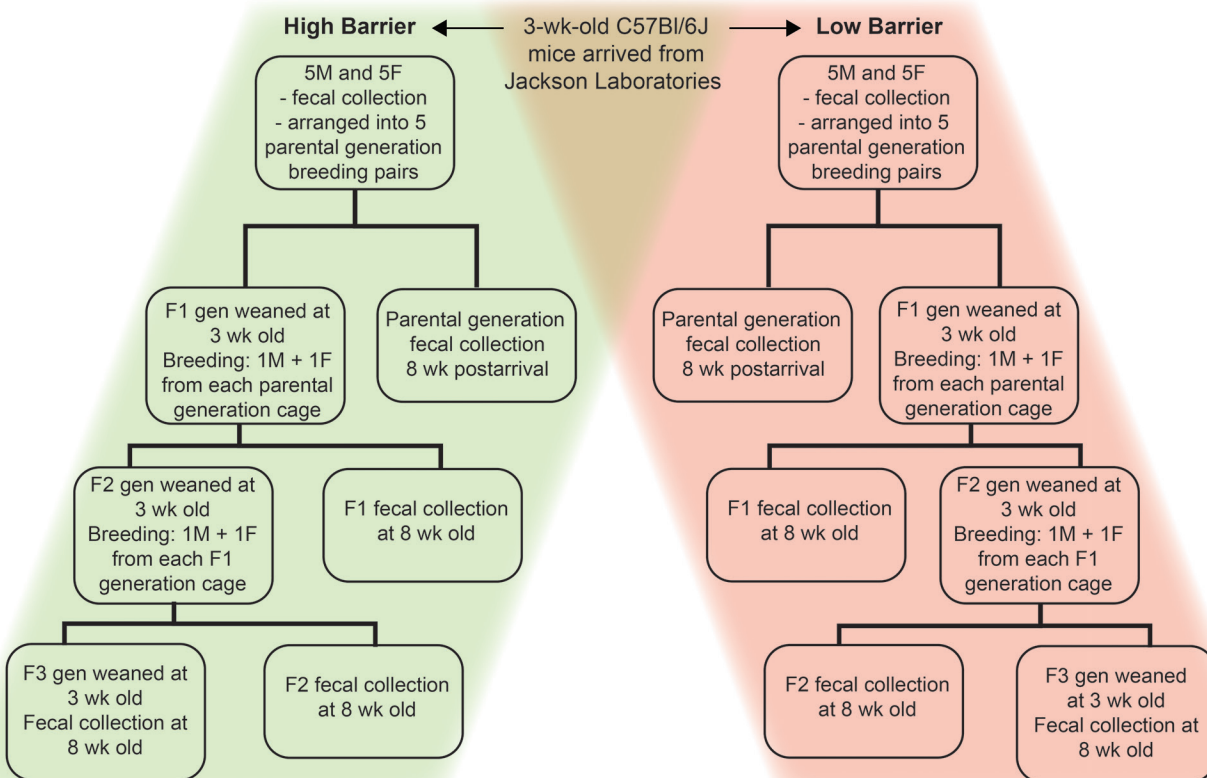 High Barrier
3-wk-old C57Bl/6J
mice arrived from
Jackson Laboratories
Low Barrier
5M and 5F
- fecal collection
- arranged into 5
parental generation
breeding pairs
5M and 5F
- fecal collection
- arranged into 5
parental generation
breeding pairs
F1 gen weaned at
3 wk old
Breeding: 1M + 1F
from each parental
generation cage
Parental generation
fecal collection
8 wk postarrival
Parental generation
fecal collection
8 wk postarrival
F1 gen weaned at
3 wk old
Breeding: 1M + 1F
from each parental
generation cage
F2 gen weaned at
3 wk old
Breeding: 1M + 1F
from each F1
generation cage
F1 fecal collection
at 8 wk old
F1 fecal collection
at 8 wk old
F2 gen weaned at
3 wk old
Breeding: 1M + 1F
from each F1
generation cage
F3 gen weaned at
3 wk old
Fecal collection at
8 wk old
F2 fecal collection
at 8 wk old
F2 fecal collection
at 8 wk old
F3 gen weaned
at 3 wk old
Fecal collection at
8 wk old